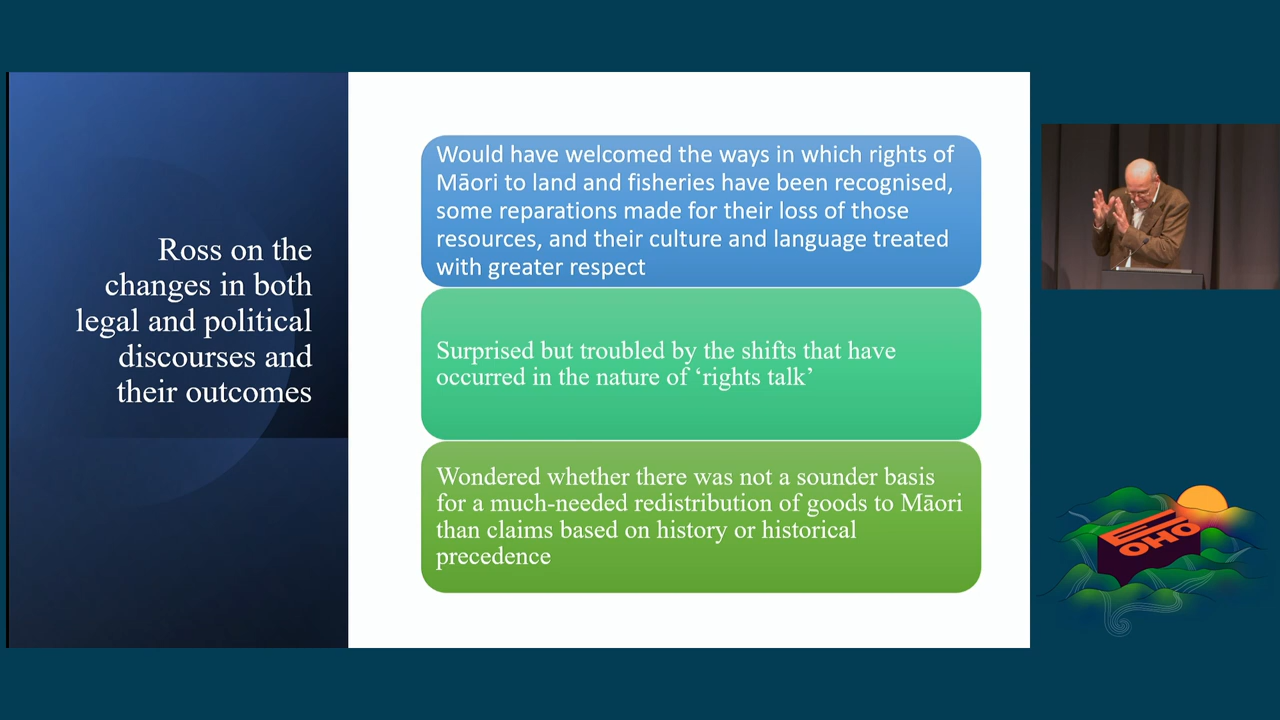 Ross on the
changes in both
legal and political
discourses and
their outcomes
Would have welcomed the ways in which rights of
Māori to land and fisheries have been recognised,
some reparations made for their loss of those
resources, and their culture and language treated
with greater respect
Surprised but troubled by the shifts that have
occurred in the nature of ‘rights talk’
Wondered whether there was not a sounder basis
for a much-needed redistribution of goods to Māori
than claims based on history or historical
precedence
E
OHO